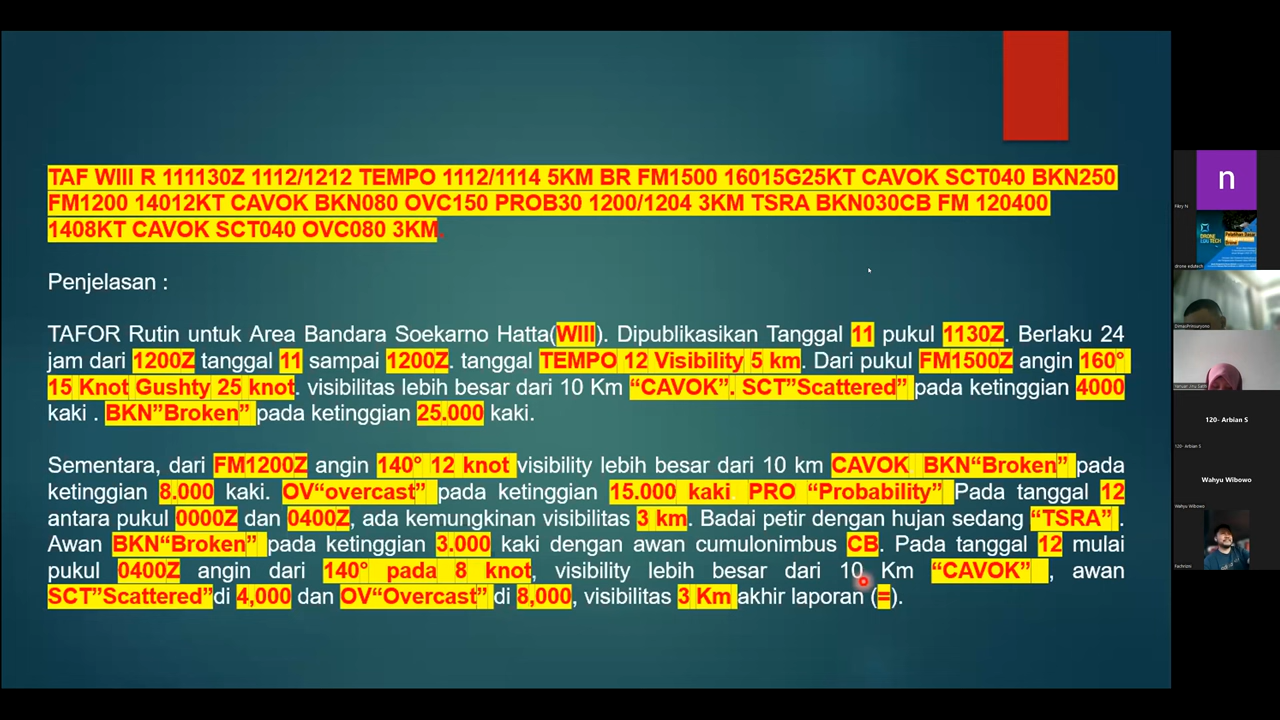 TAF WIII R 111130Z 1112/1212 TEMPO 1112/1114 5KM BR FM1500 16015G25KT CAVOK SCT040 BKN250
FM1200 14012KT CAVOK BKN080 OVC150 PROB30 1200/1204 3KM TSRA BKN030CB FM 120400
1408KT CAVOK SCT040 OVC080 3KM.
Penjelasan :
TAFOR Rutin untuk Area Bandara Soekarno Hatta(WIII). Dipublikasikan Tanggal 11 pukul 1130Z. Berlaku 24
jam dari 1200Z tanggal 11 sampai 1200Z. tanggal TEMPO 12 Visibility 5 km. Dari pukul FM1500Z angin 160°
15 Knot Gushty 25 knot. visibilitas lebih besar dari 10 Km “CAVOK”. SCT”Scattered” pada ketinggian 4000
kaki . BKN”Broken” pada ketinggian 25.000 kaki.
Sementara, dari FM1200Z angin 140° 12 knot visibility lebih besar dari 10 km CAVOK BKN“Broken” pada
ketinggian 8.000 kaki. OV“overcast” pada ketinggian 15.000 kaki. PRO “Probability” Pada tanggal 12
antara pukul 0000Z dan 0400Z, ada kemungkinan visibilitas 3 km. Badai petir dengan hujan sedang “TSRA” .
Awan BKN“Broken” pada ketinggian 3.000 kaki dengan awan cumulonimbus CB. Pada tanggal 12 mulai
pukul 0400Z angin dari 140° pada 8 knot, visibility lebih besar dari 10 Km “CAVOK” , awan
SCT”Scattered”di 4,000 dan OV“Overcast” di 8,000, visibilitas 3 Km akhir laporan (=).
n
Fikry N
DRONE
EDUTECH
drone edutech
120- Arbian S
120- Arbian S
Wahyu Wibowo
Wahyu Wibowo
Fachroni